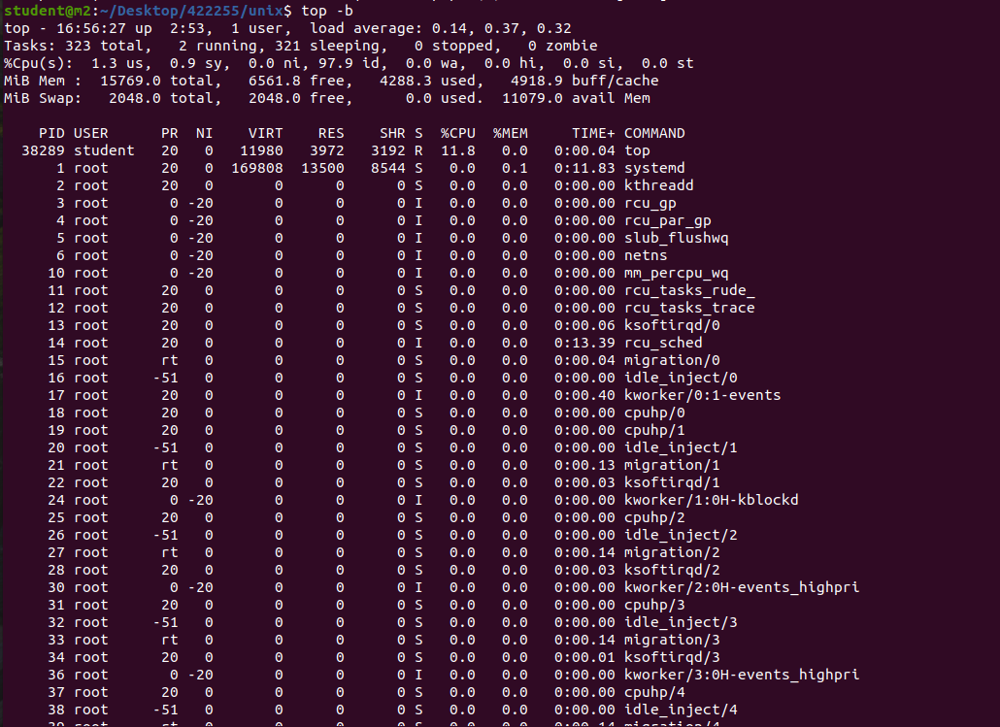 student@m2:~/Desktop/422255/unix$ top -b
top - 16:56:27 up  2:53,  1 user,  load average: 0.14, 0.37, 0.32
Tasks: 323 total,   2 running, 321 sleeping,   0 stopped,   0 zombie
%Cpu(s):  1.3 us,  0.9 sy,  0.0 ni, 97.9 id,  0.0 wa,  0.0 hi,  0.0 si,  0.0 st
MiB Mem :  15769.0 total,   6561.8 free,   4288.3 used,   4918.9 buff/cache
MiB Swap:   2048.0 total,   2048.0 free,      0.0 used.  11079.0 avail Mem
    PID USER      PR  NI    VIRT    RES    SHR S  %CPU  %MEM     TIME+ COMMAND
  38289 student   20   0   11980   3972   3192 R  11.8   0.0   0:00.04 top
      1 root      20   0  169808  13500   8544 S   0.0   0.1   0:11.83 systemd
      2 root      20   0       0      0      0 S   0.0   0.0   0:00.00 kthreadd
      3 root       0 -20       0      0      0 I   0.0   0.0   0:00.00 rcu_gp
      4 root       0 -20       0      0      0 I   0.0   0.0   0:00.00 rcu_par_gp
      5 root       0 -20       0      0      0 I   0.0   0.0   0:00.00 slub_flushwq
      6 root       0 -20       0      0      0 I   0.0   0.0   0:00.00 netns
     10 root       0 -20       0      0      0 I   0.0   0.0   0:00.00 mm_percpu_wq
     11 root      20   0       0      0      0 S   0.0   0.0   0:00.00 rcu_tasks_rude_
     12 root      20   0       0      0      0 S   0.0   0.0   0:00.00 rcu_tasks_trace
     13 root      20   0       0      0      0 S   0.0   0.0   0:00.06 ksoftirqd/0
     14 root      20   0       0      0      0 I   0.0   0.0   0:13.39 rcu_sched
     15 root      rt   0       0      0      0 S   0.0   0.0   0:00.04 migration/0
     16 root     -51   0       0      0      0 S   0.0   0.0   0:00.00 idle_inject/0
     17 root      20   0       0      0      0 I   0.0   0.0   0:00.40 kworker/0:1-events
     18 root      20   0       0      0      0 S   0.0   0.0   0:00.00 cpuhp/0
     19 root      20   0       0      0      0 S   0.0   0.0   0:00.00 cpuhp/1
     20 root     -51   0       0      0      0 S   0.0   0.0   0:00.00 idle_inject/1
     21 root      rt   0       0      0      0 S   0.0   0.0   0:00.13 migration/1
     22 root      20   0       0      0      0 S   0.0   0.0   0:00.03 ksoftirqd/1
     24 root       0 -20       0      0      0 I   0.0   0.0   0:00.00 kworker/1:0H-kblockd
     25 root      20   0       0      0      0 S   0.0   0.0   0:00.00 cpuhp/2
     26 root     -51   0       0      0      0 S   0.0   0.0   0:00.00 idle_inject/2
     27 root      rt   0       0      0      0 S   0.0   0.0   0:00.14 migration/2
     28 root      20   0       0      0      0 S   0.0   0.0   0:00.03 ksoftirqd/2
     30 root       0 -20       0      0      0 I   0.0   0.0   0:00.00 kworker/2:0H-events_highpri
     31 root      20   0       0      0      0 S   0.0   0.0   0:00.00 cpuhp/3
     32 root     -51   0       0      0      0 S   0.0   0.0   0:00.00 idle_inject/3
     33 root      rt   0       0      0      0 S   0.0   0.0   0:00.14 migration/3
     34 root      20   0       0      0      0 S   0.0   0.0   0:00.01 ksoftirqd/3
     36 root       0 -20       0      0      0 I   0.0   0.0   0:00.00 kworker/3:0H-events_highpri
     37 root      20   0       0      0      0 S   0.0   0.0   0:00.00 cpuhp/4
     38 root     -51   0       0      0      0 S   0.0   0.0   0:00.00 idle_inject/4